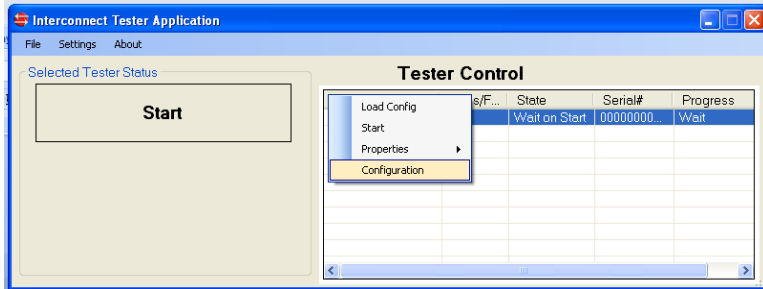 Interconnect Tester Application
File Settings About
Selected Tester Status
Start
Tester Control
s/F... State Serial# Progress
Wait on Start 00000000... Wait
Load Config
Start
Properties
Configuration